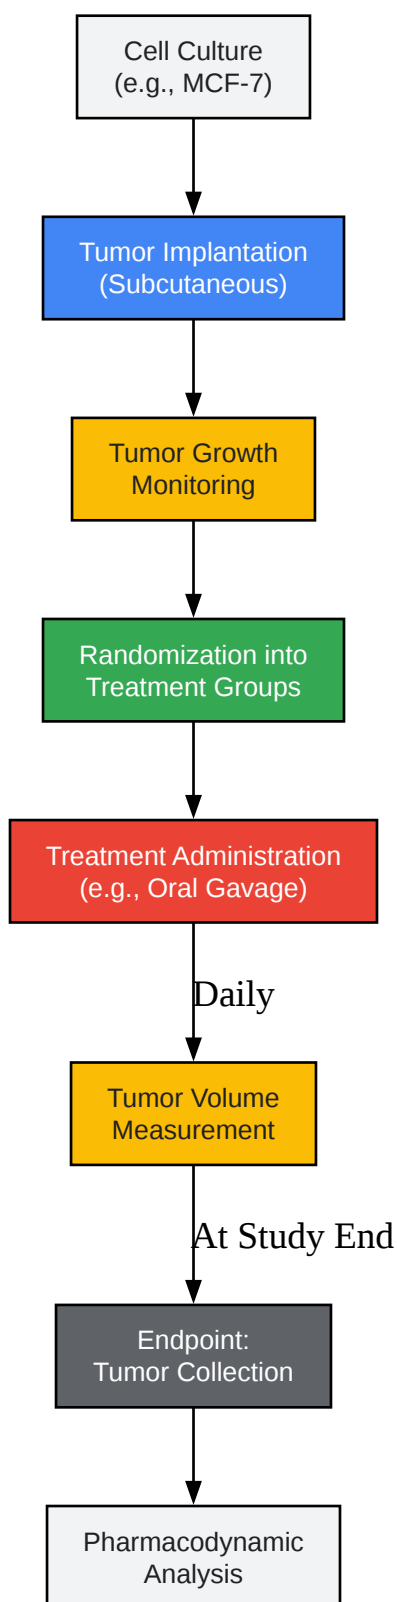 Cell Culture
(e.g., MCF-7)
Tumor Implantation
(Subcutaneous)
Tumor Growth
Monitoring
Randomization into
Treatment Groups
Treatment Administration
(e.g., Oral Gavage)
Daily
Tumor Volume
Measurement
At Study End
Endpoint:
Tumor Collection
Pharmacodynamic
Analysis